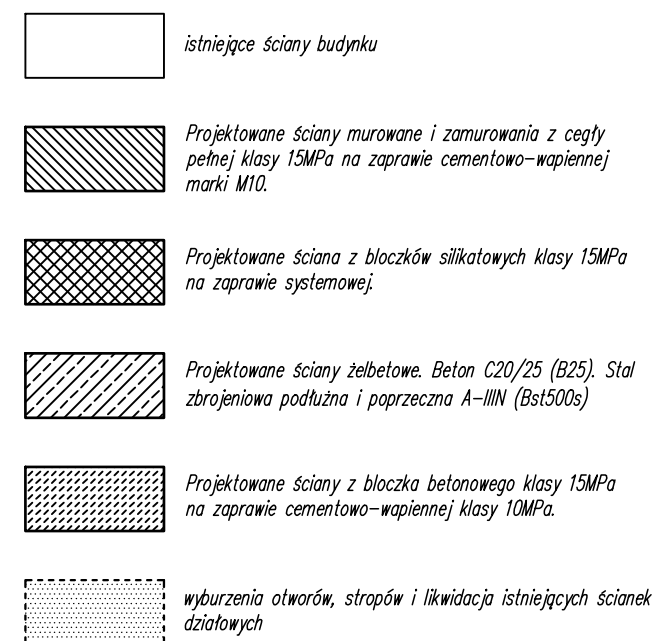 istniejące ściany budynku
Projektowane ściany murowane i zamurowania z cegły
pełnej klasy 15MPa na zaprawie cementowo-wapiennej
marki M10.
Projektowane ściana z bloczków silikatowych klasy 15MPa
na zaprawie systemowej.
Projektowane ściany żelbetowe. Beton C20/25 (B25). Stal
zbrojeniowa podłużna i poprzeczna A-IIIN (Bst500s)
Projektowane ściany z bloczka betonowego klasy 15MPa
na zaprawie cementowo-wapiennej klasy 10MPa.
wyburzenia otworów, stropów i likwidacja istniejących ścianek
działowych